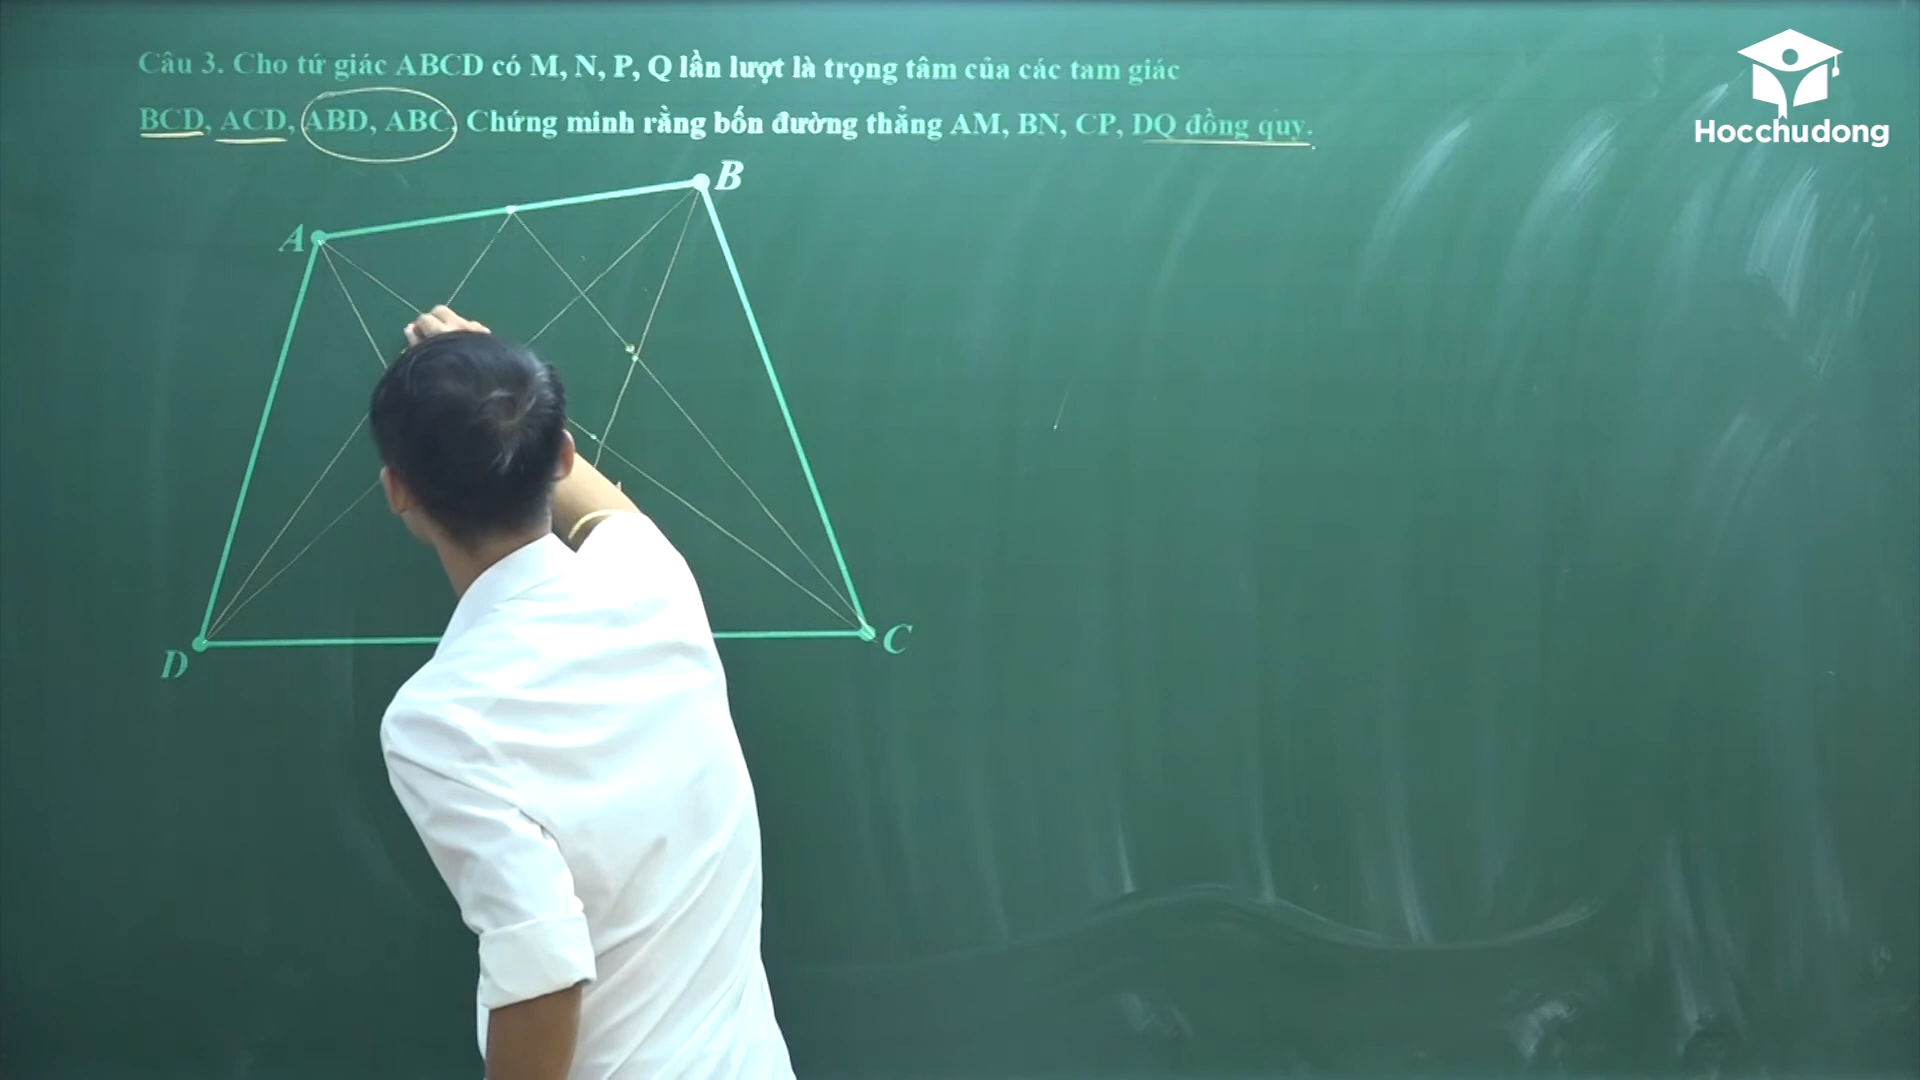 Câu 3. Cho tứ giác ABCD có M, N, P, Q lần lượt là trọng tâm của các tam giác
BCD, ACD, ABD, ABC. Chứng minh rằng bốn đường thẳng AM, BN, CP, DQ đồng quy.
Hocchudong
B
A
C
D